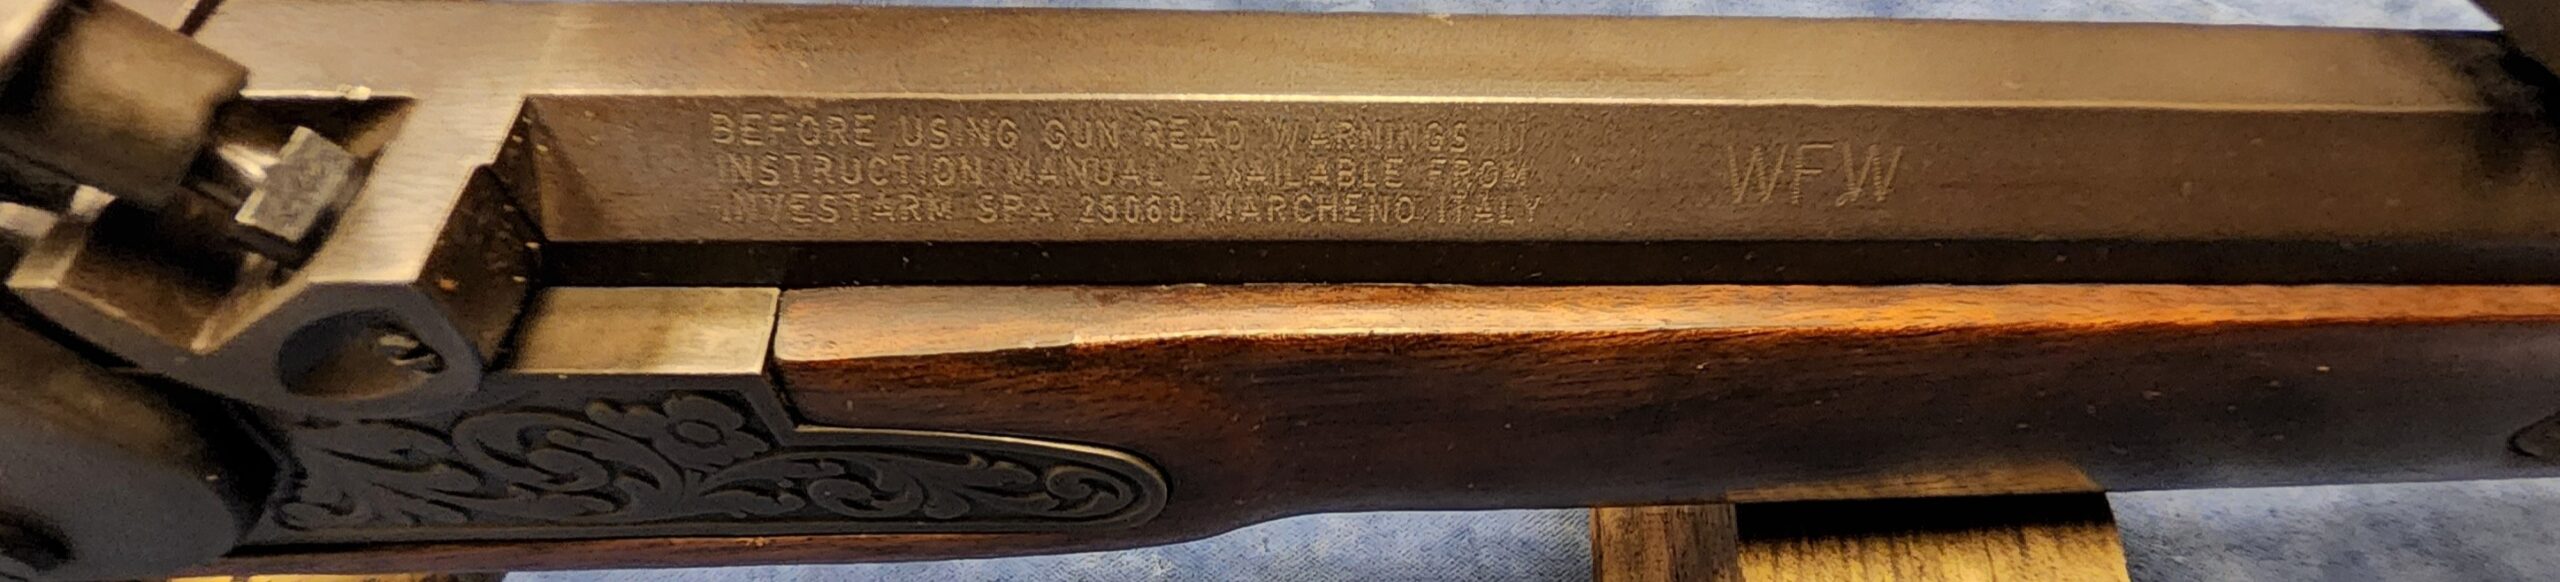 BEFORE USING GUN READ WARNINGS IN
INSTRUCTION MANUAL AVAILABLE FROM
INVESTARM SPA 25060 MARCHENO ITALY
WFW